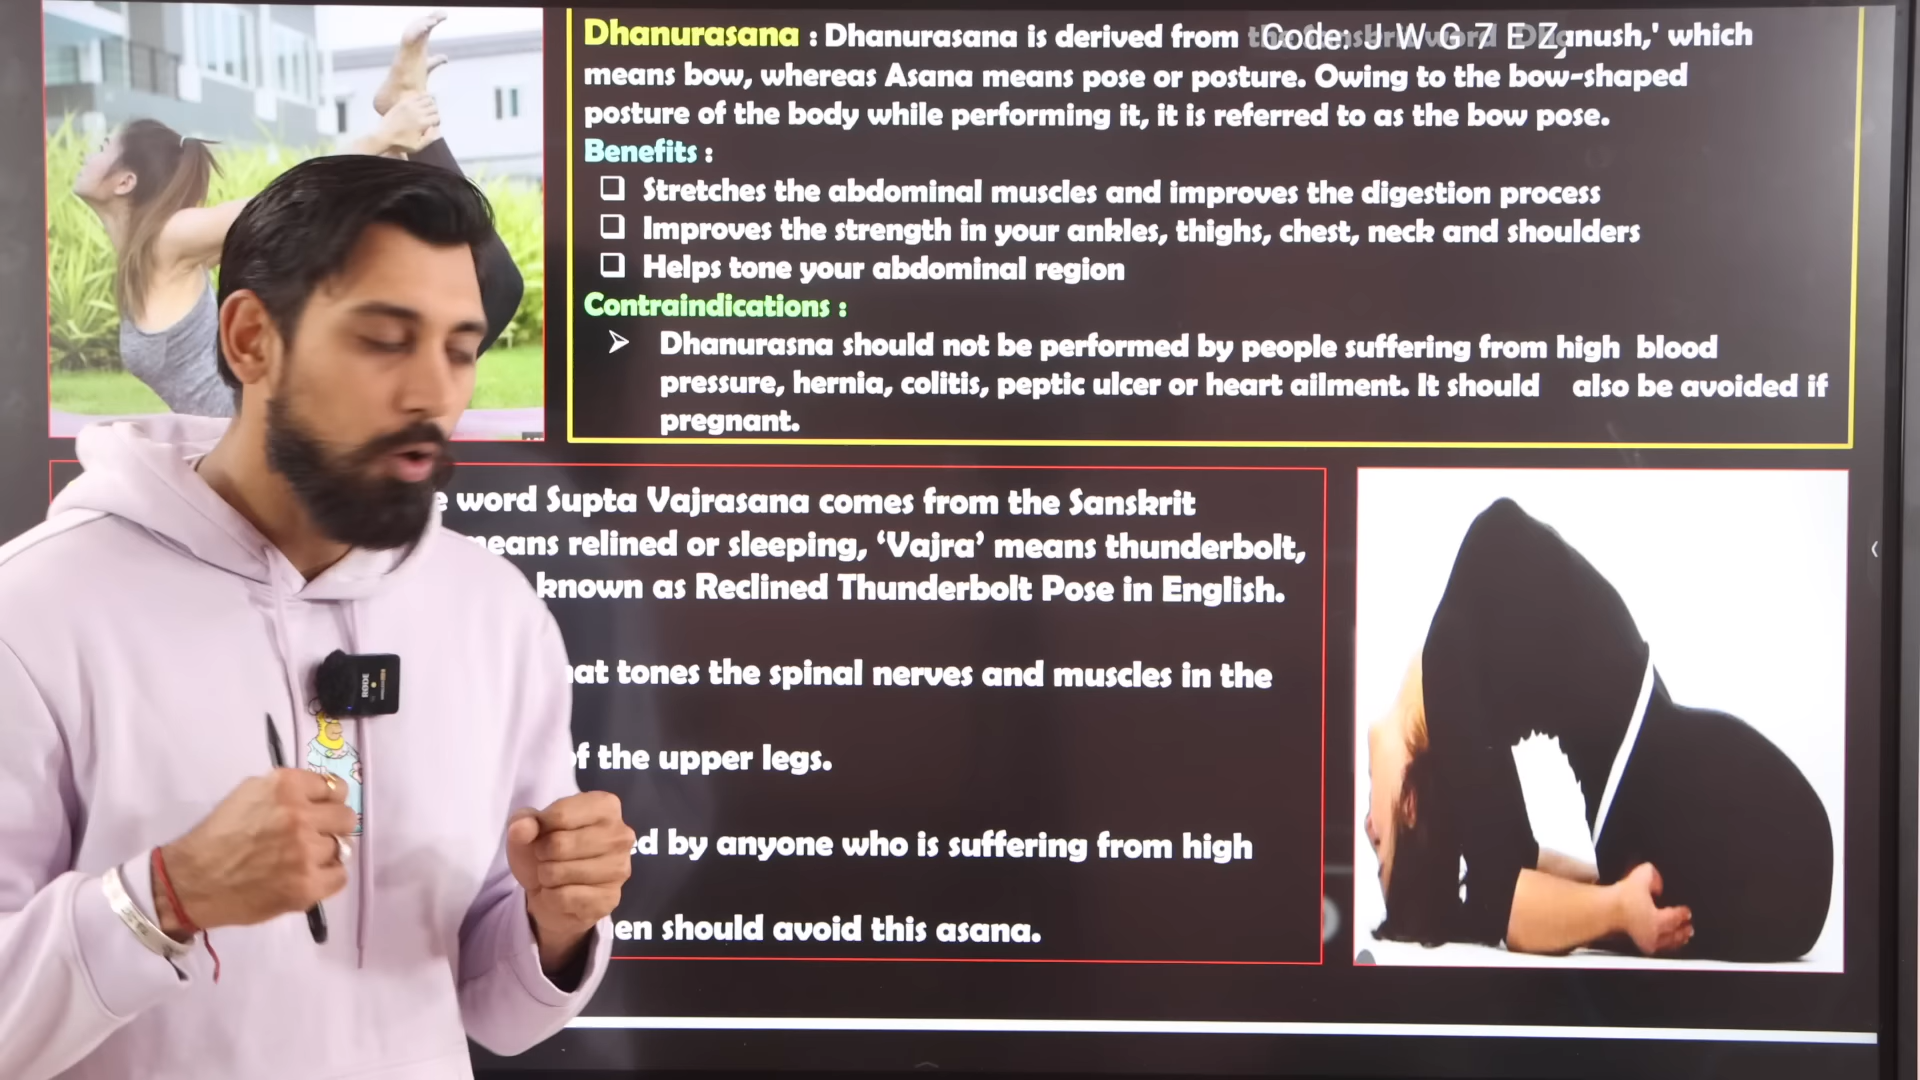 Dhanurasana : Dhanurasana is derived from the Sanskrit word 'Dhanush,' which
Code: J W G 7 E Z
means bow, whereas Asana means pose or posture. Owing to the bow-shaped
posture of the body while performing it, it is referred to as the bow pose.
Benefits :
Stretches the abdominal muscles and improves the digestion process
Improves the strength in your ankles, thighs, chest, neck and shoulders
Helps tone your abdominal region
Contraindications :
Dhanurasna should not be performed by people suffering from high blood
pressure, hernia, colitis, peptic ulcer or heart ailment. It should also be avoided if
pregnant.
word Supta Vajrasana comes from the Sanskrit
means relined or sleeping, ‘Vajra’ means thunderbolt,
known as Reclined Thunderbolt Pose in English.
tones the spinal nerves and muscles in the
of the upper legs.
by anyone who is suffering from high
should avoid this asana.
RØDE